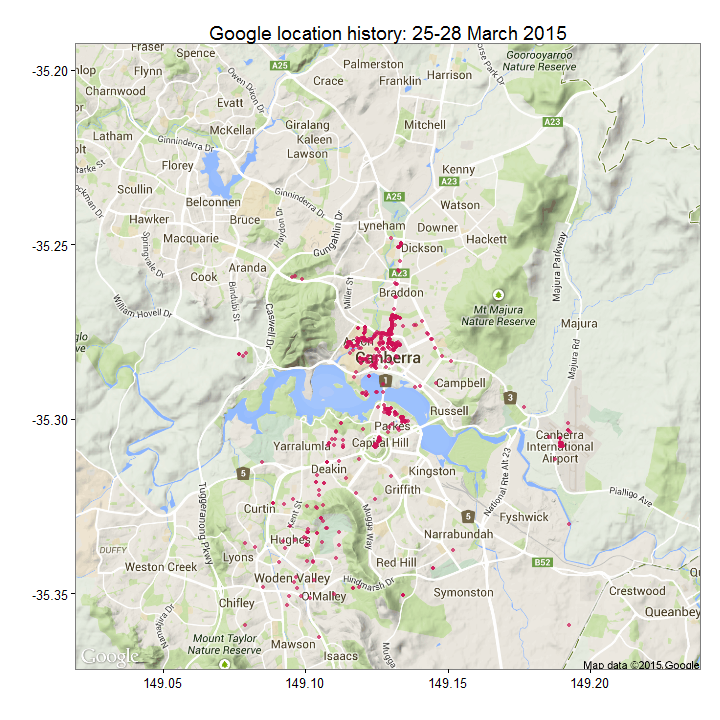 Google location history: 25-28 March 2015
Fraser
Spence
Palmerston
Goorooyarroo
Nature Reserve
-35.20
nlop
Flynn
A25
Crace
Franklin
Harrison
Charnwood
Owen Dixon Dr
Evatt
McKellar
Giralang
Kaleen
Mitchell
A23
Latham
Ginninderra Dr
Lawson
Florey
Kenny
A23
Scullin
Belconnen
Ginninderra Dr
A25
Watson
Hawker
Bruce
Haydon Dr
Gungahlin Dr
Lyneham
Downer
Macquarie
Hackett
-35.25
Springvale Dr
Dickson
Majura Parkway
Aranda
Cook
Bindubi St
Miller St
A23
Braddon
William Hovell Dr
Caswell Dr
Mt Majura
Nature Reserve
Majura
Majura Rd
Acton
Canberra
1
Campbell
3
-35.30
Russell
Parkes
Yarralumla
Capital Hill
Canberra
International
Airport
5
Deakin
Kingston
National Rte Alt 23
Tuggeranong Pkwy
Griffith
Pialligo Ave
Curtin
Kent St
Mugga Way
5
Fyshwick
Hughes
Narrabundah
DUFFY
Lyons
Red Hill
B52
Weston Creek
Woden Valley
Hindmarsh Dr
-35.35
Chifley
O'Malley
Symonston
Crestwood
Queanbey
Namatjira Dr
Mount Taylor
Nature Reserve
Mawson
Isaacs
Mugga
Google
Map data ©2015 Google
149.05
149.10
149.15
149.20